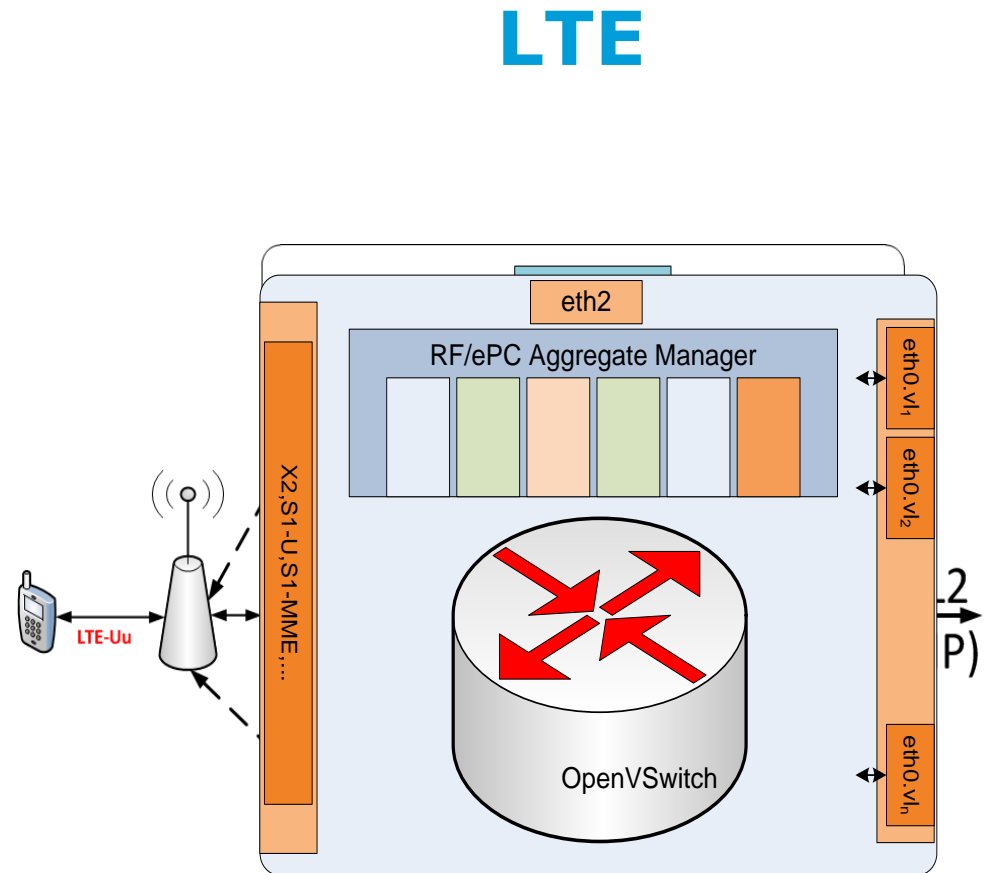 LTE
eth2
RF/ePC Aggregate Manager
eth0.vl1
eth0.vl2
X2,S1-U,S1-MME,...
LTE-Uu
.2
P)
OpenVSwitch
eth0.vln